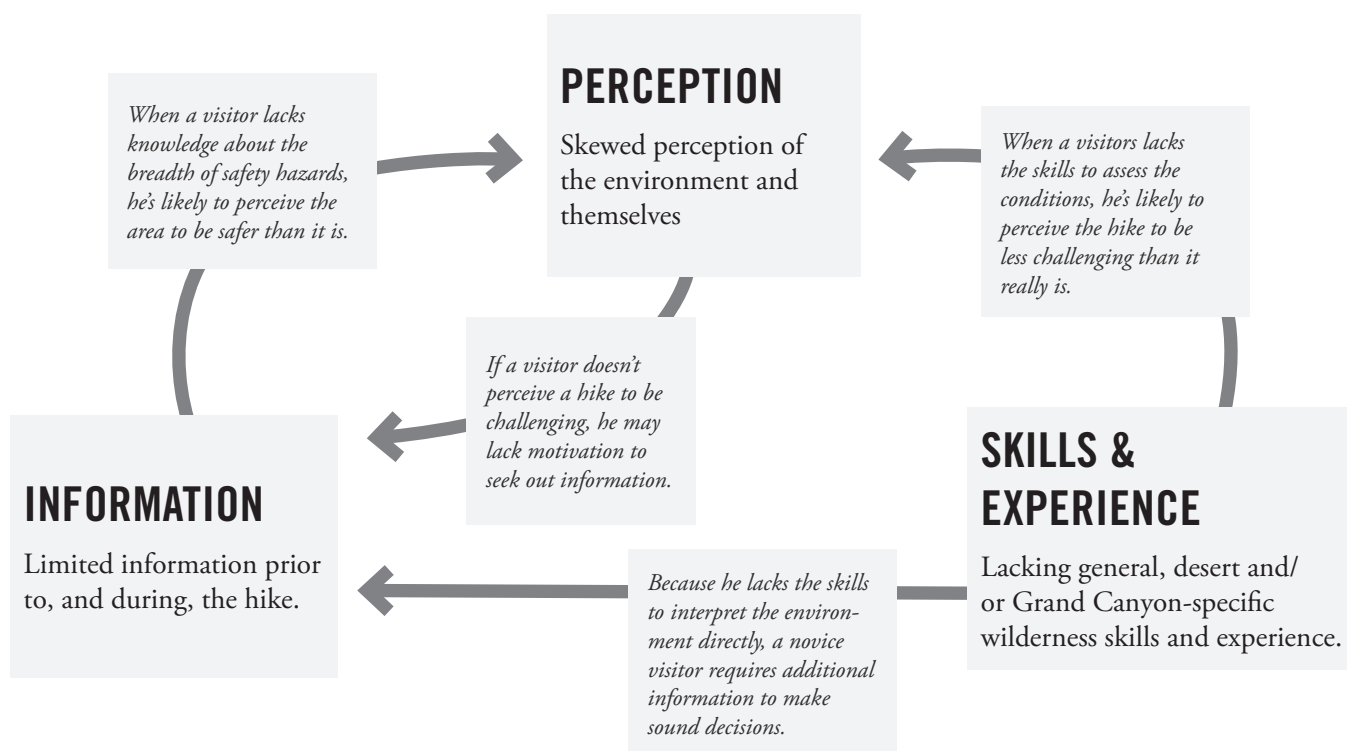 PERCEPTION
Skewed perception of
the environment and
themselves
When a visitor lacks
knowledge about the
breadth of safety hazards,
he's likely to perceive the
area to be safer than it is.
When a visitors lacks
the skills to assess the
conditions, he's likely to
perceive the hike to be
less challenging than it
really is.
If a visitor doesn't
perceive a hike to be
challenging, he may
lack motivation to
seek out information.
INFORMATION
Limited information prior
to, and during, the hike.
SKILLS &
EXPERIENCE
Lacking general, desert and/
or Grand Canyon-specific
wilderness skills and experience.
Because he lacks the skills
to interpret the environ-
ment directly, a novice
visitor requires additional
information to make
sound decisions.